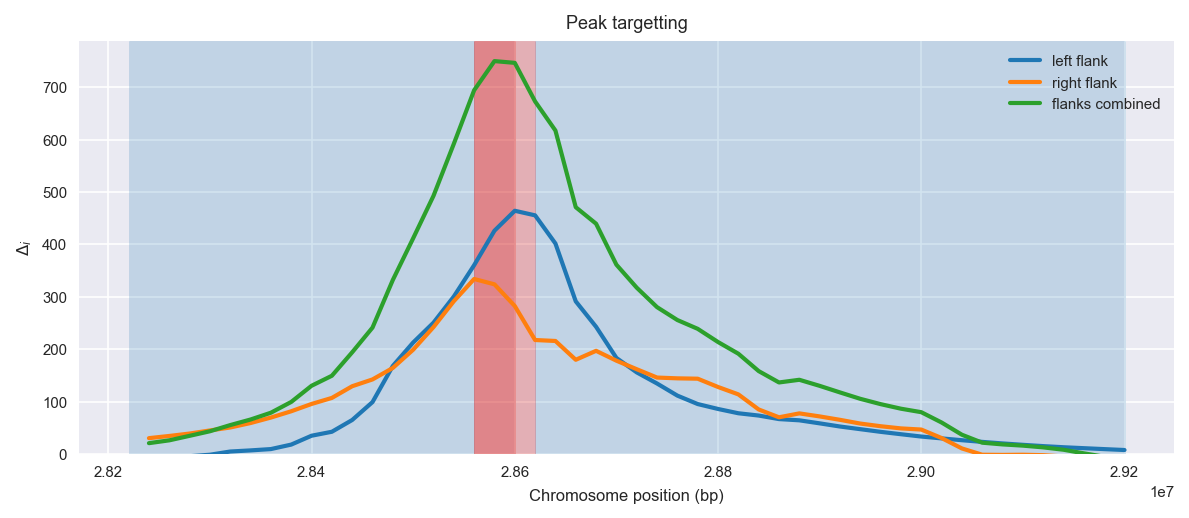 Peak targetting
left flank
right flank
flanks combined
700
600
500
400
300
200
100
0
Δi
2.82 2.84 2.86 2.88 2.90 2.92
1e7
Chromosome position (bp)